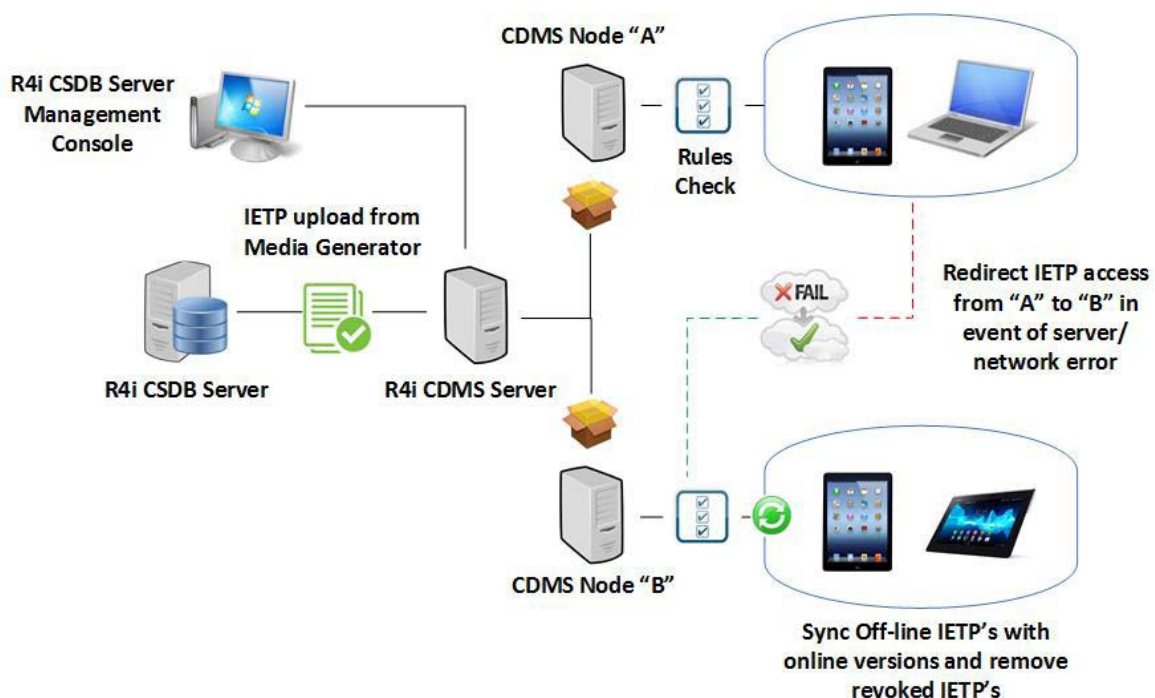 CDMS Node “A”
R4i CSDB Server
Management
Console
Rules
Check
IETP upload from
Media Generator
R4i CSDB Server
R4i CDMS Server
FAIL
Redirect IETP access
from “A” to “B” in
event of server/
network error
CDMS Node “B”
Sync Off-line IETP’s with
online versions and remove
revoked IETP’s